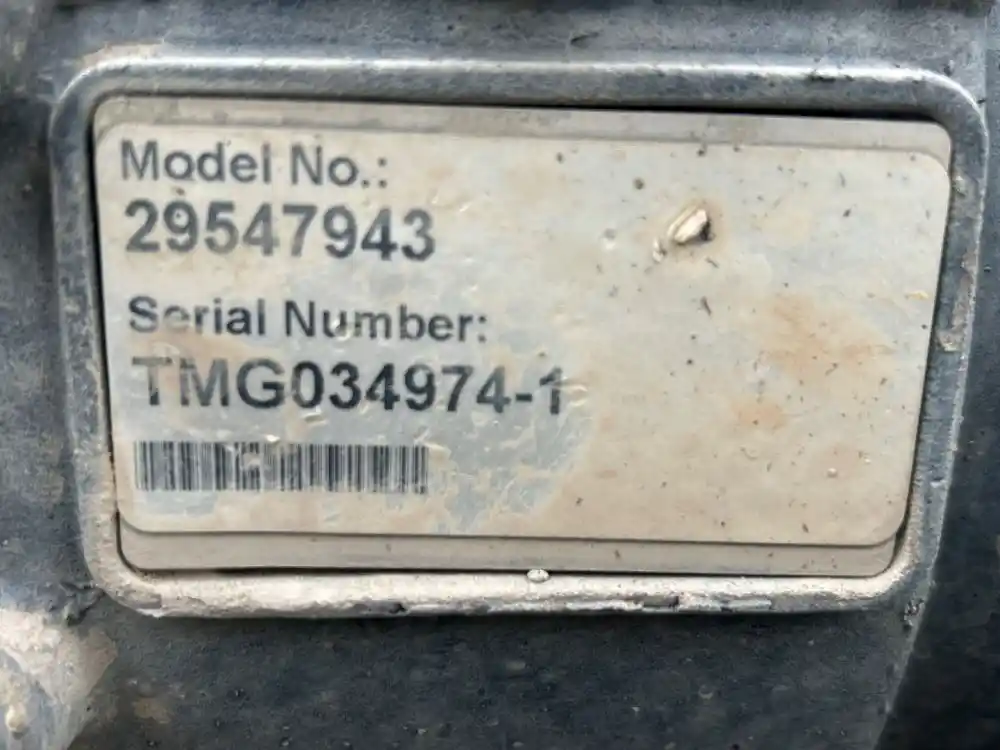 Model No.:
29547943
Serial Number:
TMG034974-1